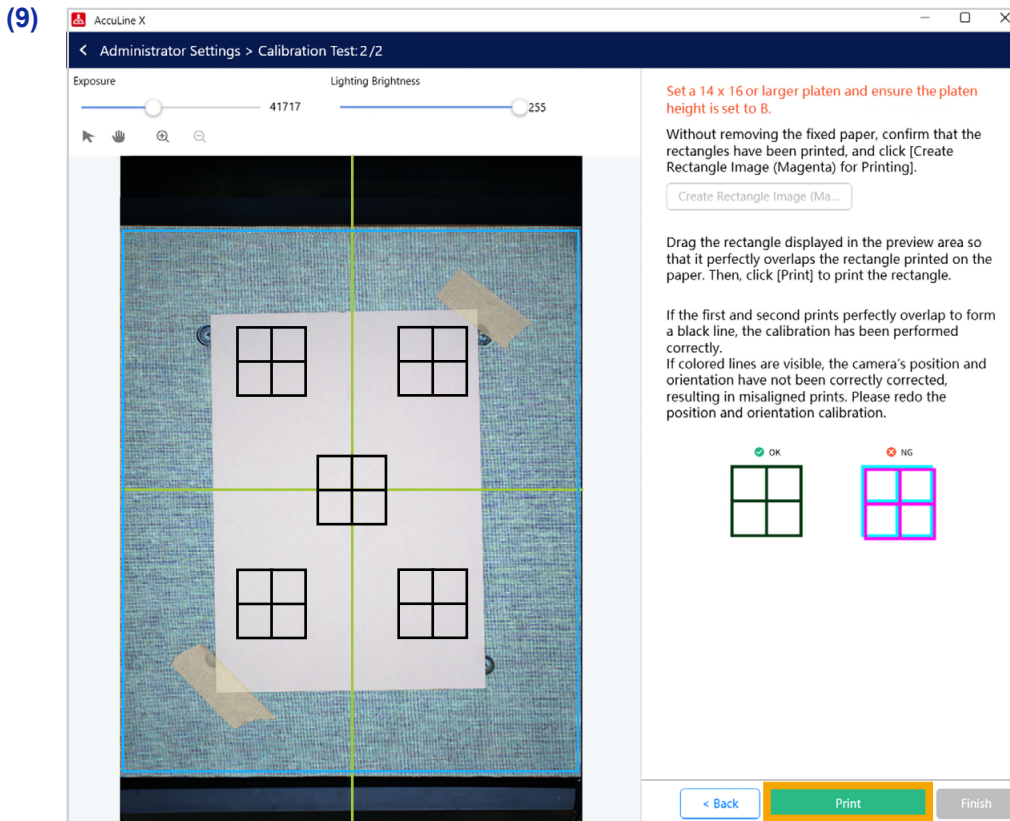 (9)
AccuLine X
Administrator Settings > Calibration Test: 2/2
Exposure
41717
Lighting Brightness
255
Set a 14 x 16 or larger platen and ensure the platen
height is set to B.
Without removing the fixed paper, confirm that the
rectangles have been printed, and click [Create
Rectangle Image (Magenta) for Printing].
Create Rectangle Image (Ma...
Drag the rectangle displayed in the preview area so
that it perfectly overlaps the rectangle printed on the
paper. Then, click [Print] to print the rectangle.
If the first and second prints perfectly overlap to form
a black line, the calibration has been performed
correctly.
If colored lines are visible, the camera's position and
orientation have not been correctly corrected,
resulting in misaligned prints. Please redo the
position and orientation calibration.
OK
NG
< Back
Print
Finish